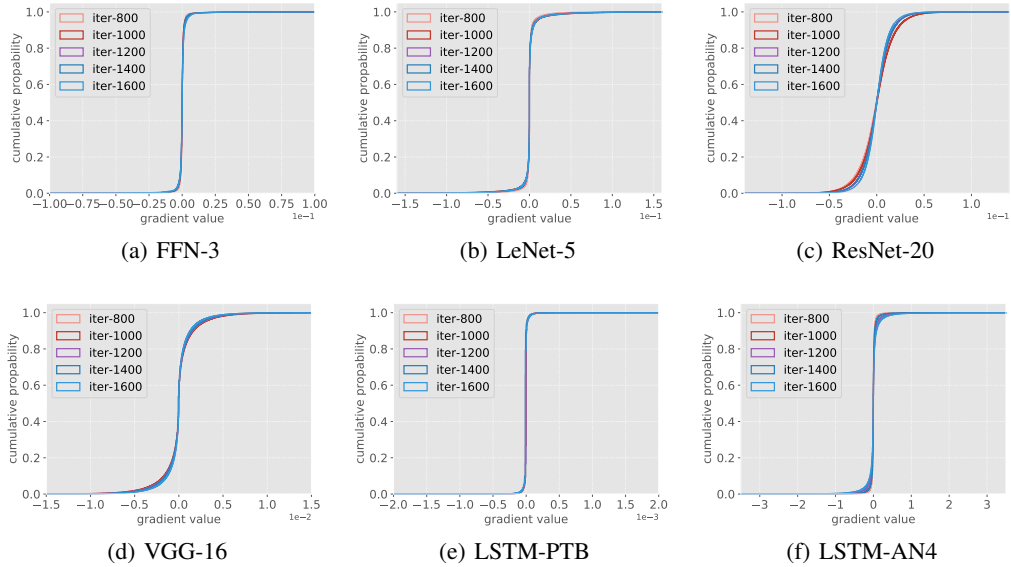 1.0
0.8
0.6
0.4
0.2
0.0
cumulative propability
iter-800
iter-1000
iter-1200
iter-1400
iter-1600
−1.00 −0.75 −0.50 −0.25 0.00 0.25 0.50 0.75 1.00
gradient value
1e−1
(a) FFN-3
1.0
0.8
0.6
0.4
0.2
0.0
cumulative propability
iter-800
iter-1000
iter-1200
iter-1400
iter-1600
−1.5 −1.0 −0.5 0.0 0.5 1.0 1.5
gradient value
1e−1
(b) LeNet-5
1.0
0.8
0.6
0.4
0.2
0.0
cumulative propability
iter-800
iter-1000
iter-1200
iter-1400
iter-1600
−1.0 −0.5 0.0 0.5 1.0
gradient value
1e−1
(c) ResNet-20
1.0
0.8
0.6
0.4
0.2
0.0
cumulative propability
iter-800
iter-1000
iter-1200
iter-1400
iter-1600
−1.5 −1.0 −0.5 0.0 0.5 1.0 1.5
gradient value
1e−2
(d) VGG-16
1.0
0.8
0.6
0.4
0.2
0.0
cumulative propability
iter-800
iter-1000
iter-1200
iter-1400
iter-1600
−2.0 −1.5 −1.0 −0.5 0.0 0.5 1.0 1.5 2.0
gradient value
1e−3
(e) LSTM-PTB
1.0
0.8
0.6
0.4
0.2
0.0
cumulative propability
iter-800
iter-1000
iter-1200
iter-1400
iter-1600
−3 −2 −1 0 1 2 3
gradient value
(f) LSTM-AN4